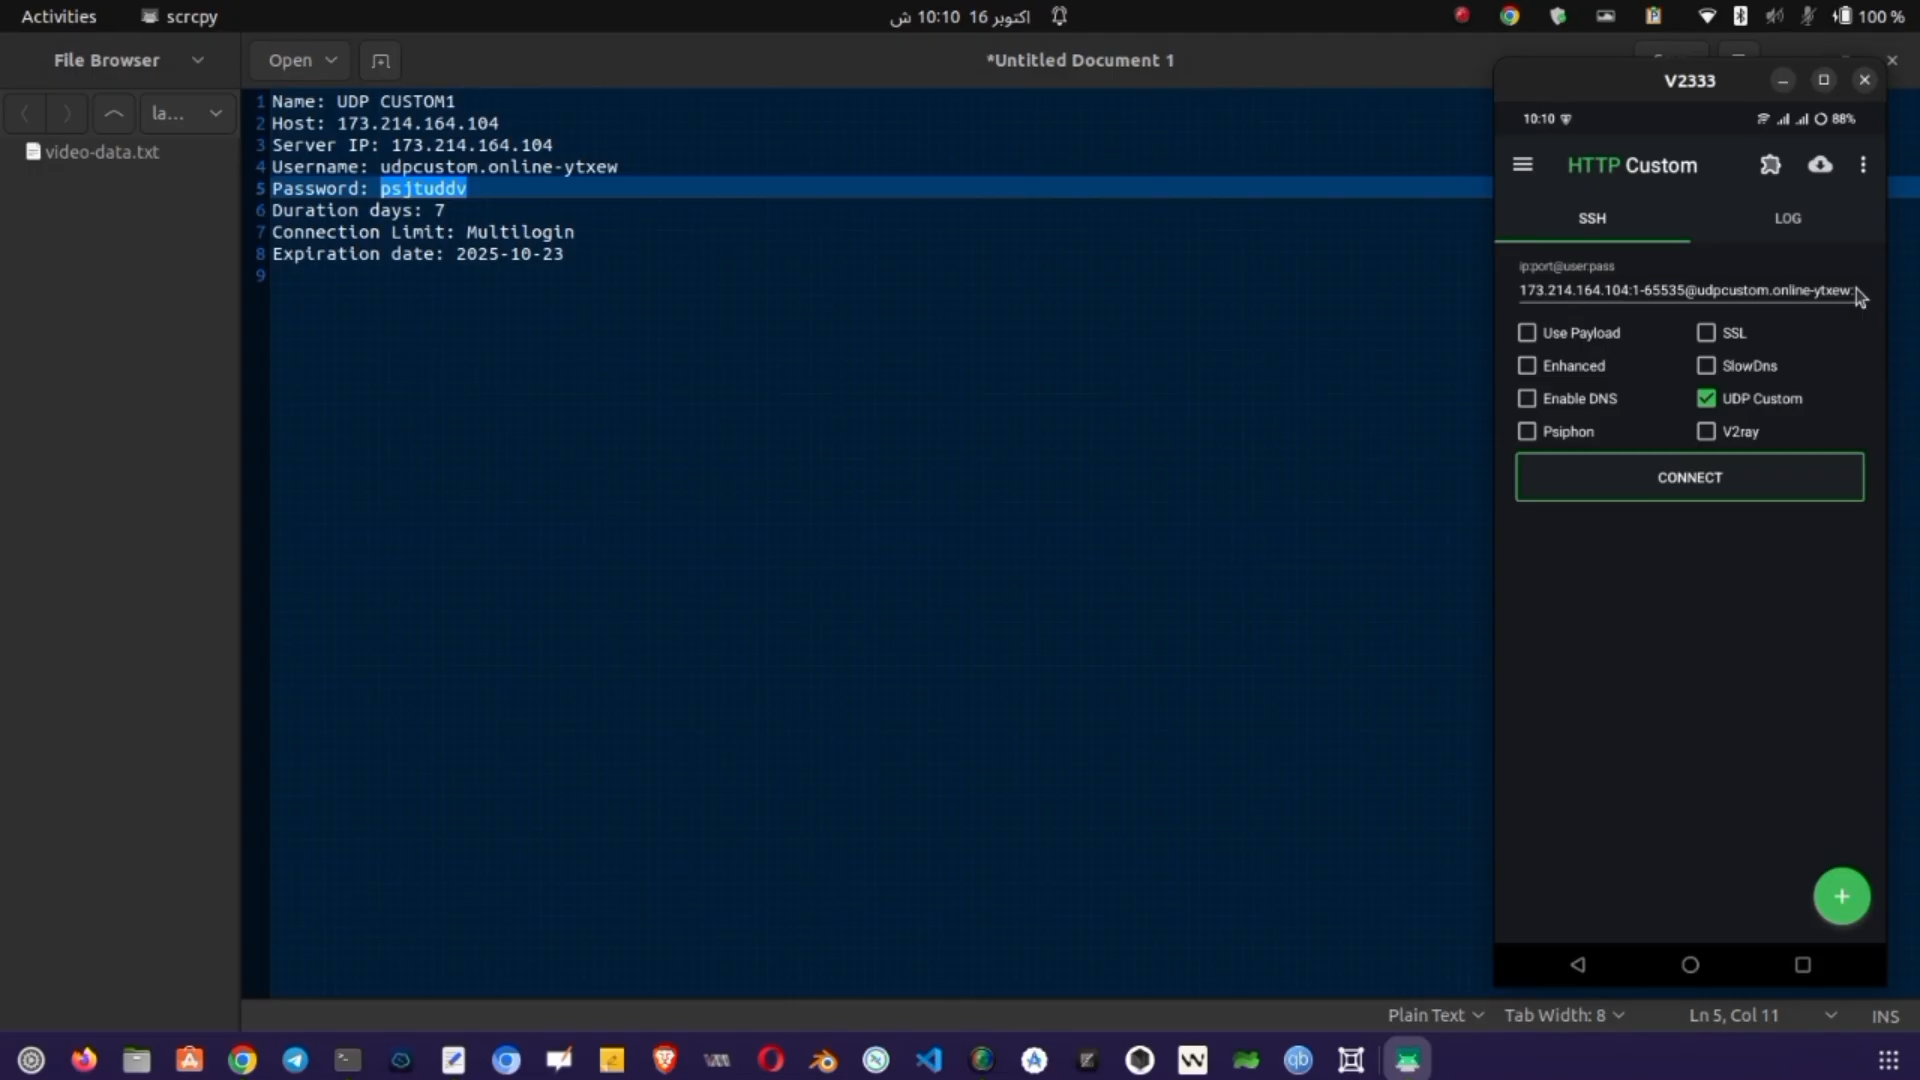 Activities
scrcpy
اکتوبر 16 10:10 ش
100 %
File Browser
Open
*Untitled Document 1
la...
video-data.txt
1 Name: UDP CUSTOM1
2 Host: 173.214.164.104
3 Server IP: 173.214.164.104
4 Username: udpcustom.online-ytxew
5 Password: psjtuddv
6 Duration days: 7
7 Connection Limit: Multilogin
8 Expiration date: 2025-10-23
9
V2333
10:10
88%
HTTP Custom
SSH
LOG
ip:port@user:pass
173.214.164.104:1-65535@udpcustom.online-ytxew:
Use Payload
SSL
Enhanced
SlowDns
Enable DNS
UDP Custom
Psiphon
V2ray
CONNECT
+
Plain Text
Tab Width: 8
Ln 5, Col 11
INS
qb